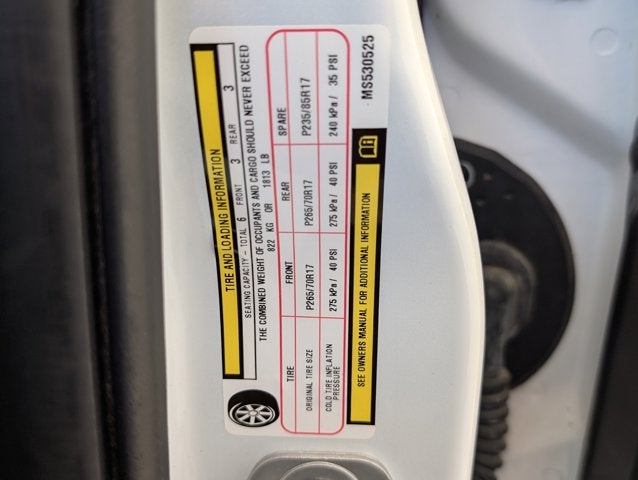 TIRE AND LOADING INFORMATION
SEATING CAPACITY - TOTAL 6 FRONT 3 REAR 3
THE COMBINED WEIGHT OF OCCUPANTS AND CARGO SHOULD NEVER EXCEED
822 KG OR 1813 LB
TIRE FRONT REAR SPARE
ORIGINAL TIRE SIZE P265/70R17 P265/70R17 P235/85R17
COLD TIRE INFLATION
PRESSURE 275 kPa / 40 PSI 275 kPa / 40 PSI 240 kPa / 35 PSI
SEE OWNERS MANUAL FOR ADDITIONAL INFORMATION
MS530525